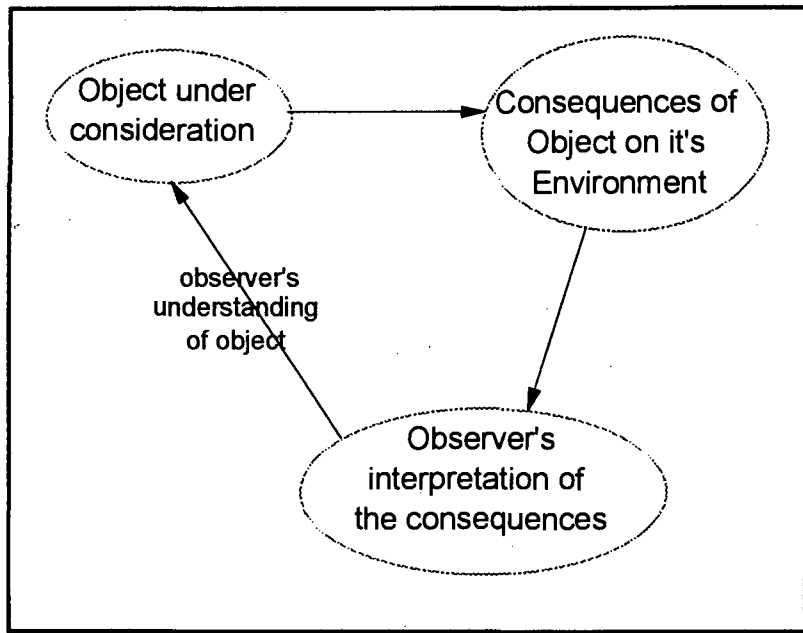 Object under
consideration
Consequences of
Object on it's
Environment
observer's
understanding
of object
Observer's
interpretation of
the consequences